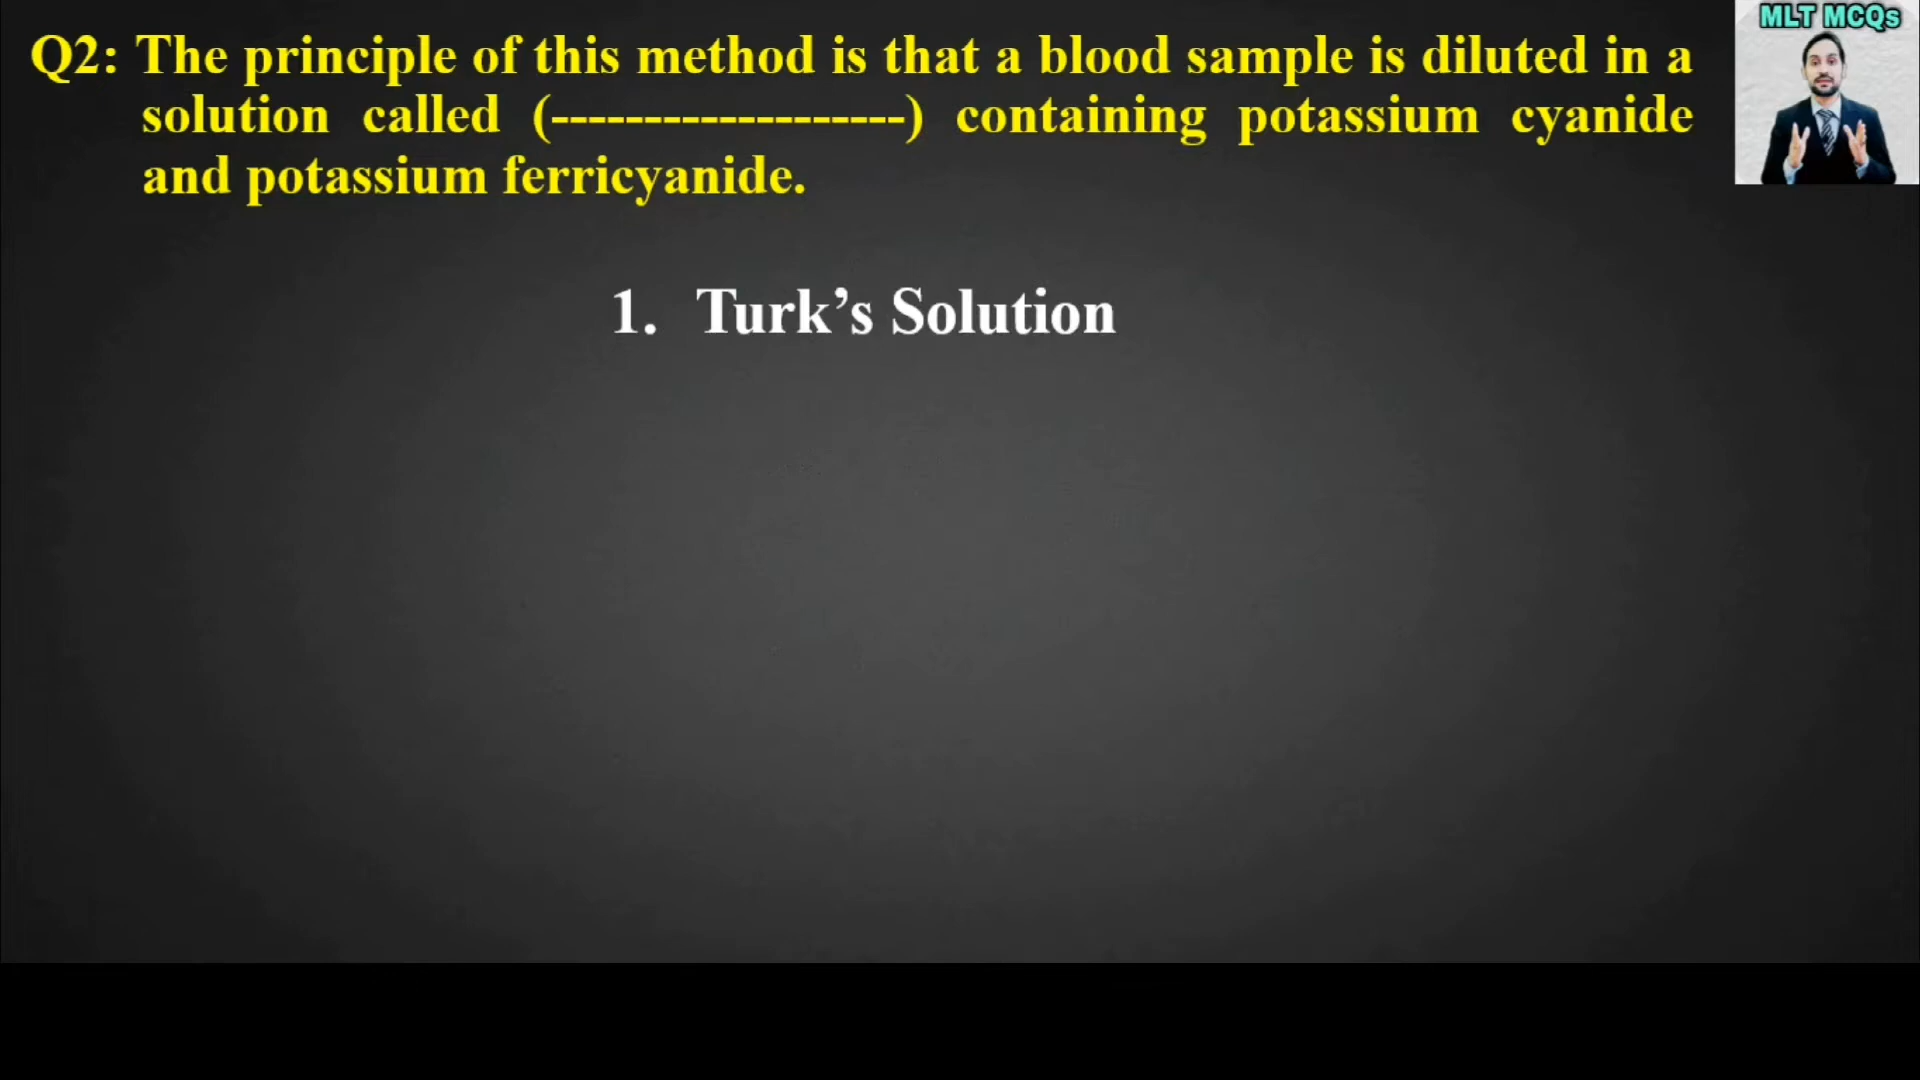 MLT MCQs
Q2: The principle of this method is that a blood sample is diluted in a
solution called (-------------------) containing potassium cyanide
and potassium ferricyanide.
1. Turk’s Solution